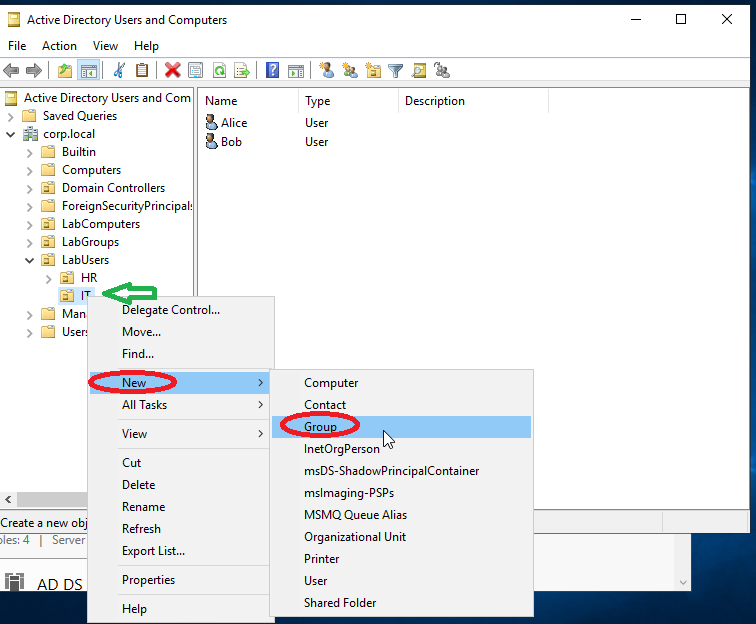 Active Directory Users and Computers
File Action View Help
Active Directory Users and Com
Name Type Description
Saved Queries
Alice User
corp.local
Bob User
Builtin
Computers
Domain Controllers
ForeignSecurityPrincipals
LabComputers
LabGroups
LabUsers
HR
IT
Mana
Users
Delegate Control...
Move...
Find...
New
All Tasks
View
Cut
Delete
Rename
Refresh
Export List...
Properties
Help
Computer
Contact
Group
InetOrgPerson
msDS-ShadowPrincipalContainer
msImaging-PSPs
MSMQ Queue Alias
Organizational Unit
Printer
User
Shared Folder
Create a new obj
oles: 4 | Server
AD DS